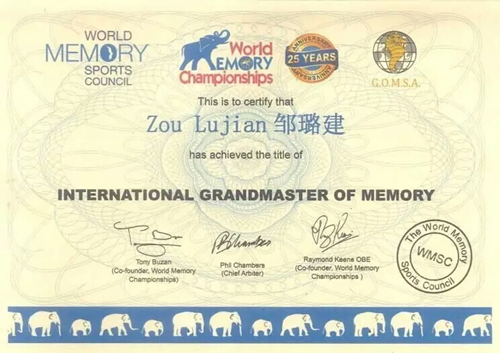 WORLD
MEMORY
SPORTS
COUNCIL
World
MEMORY
Championships
25 YEARS
ANNIVERSARY
G.O.M.S.A.
This is to certify that
Zou Lujian 邹璐建
has achieved the title of
INTERNATIONAL GRANDMASTER OF MEMORY
Tony Buzan
(Co-founder, World Memory
Championships)
Phil Chambers
(Chief Arbiter)
Raymond Keene OBE
(Co-founder, World Memory
Championships )
The World Memory
WMSC
Sports Council